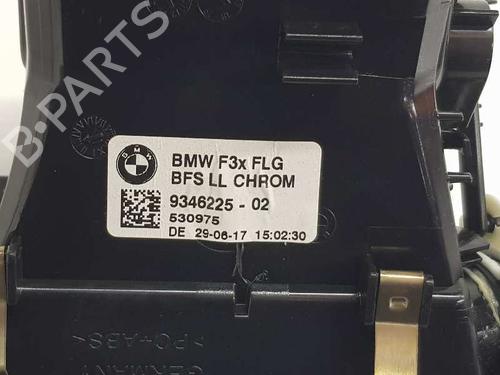 B-PARTS
BMW
BMW F3x FLG
BFS LL CHROM
9346225 - 02
530975
DE 29-06-17 15:02:30
>PC+ABS<
GERMANY